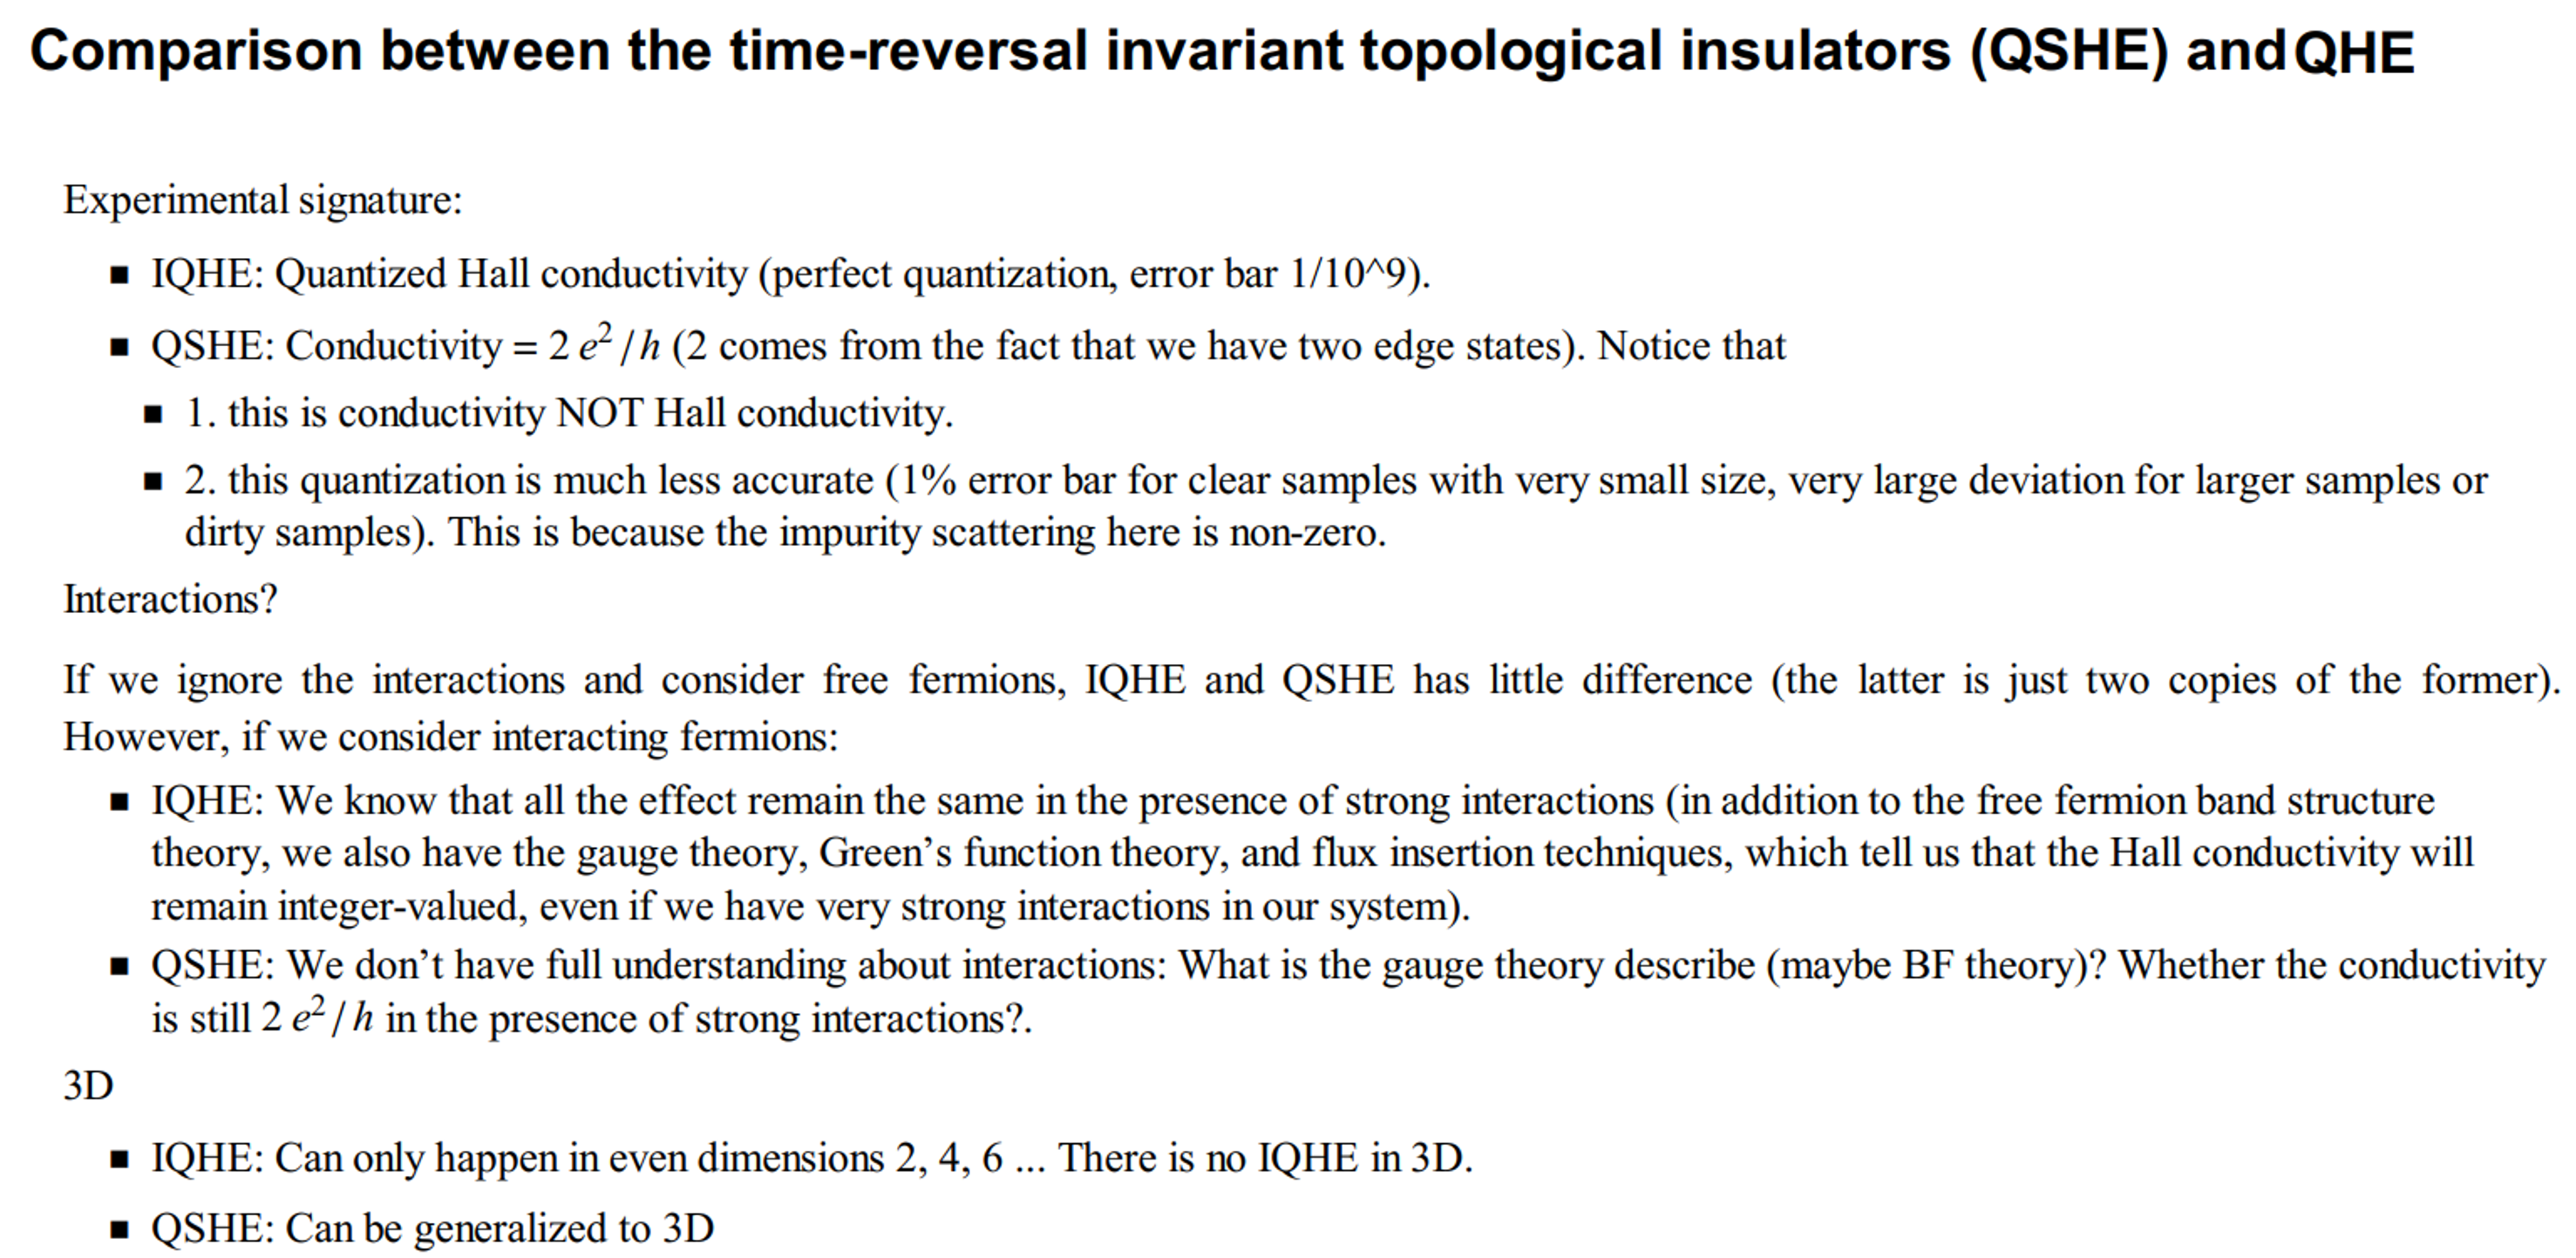 Comparison between the time-reversal invariant topological insulators (QSHE) and QHE
Experimental signature:
■ IQHE: Quantized Hall conductivity (perfect quantization, error bar 1/10^9).
■ QSHE: Conductivity = 2 e² / h (2 comes from the fact that we have two edge states). Notice that
■ 1. this is conductivity NOT Hall conductivity.
■ 2. this quantization is much less accurate (1% error bar for clear samples with very small size, very large deviation for larger samples or
dirty samples). This is because the impurity scattering here is non-zero.
Interactions?
If we ignore the interactions and consider free fermions, IQHE and QSHE has little difference (the latter is just two copies of the former).
However, if we consider interacting fermions:
■ IQHE: We know that all the effect remain the same in the presence of strong interactions (in addition to the free fermion band structure
theory, we also have the gauge theory, Green’s function theory, and flux insertion techniques, which tell us that the Hall conductivity will
remain integer-valued, even if we have very strong interactions in our system).
■ QSHE: We don’t have full understanding about interactions: What is the gauge theory describe (maybe BF theory)? Whether the conductivity
is still 2 e² / h in the presence of strong interactions?.
3D
■ IQHE: Can only happen in even dimensions 2, 4, 6 ... There is no IQHE in 3D.
■ QSHE: Can be generalized to 3D